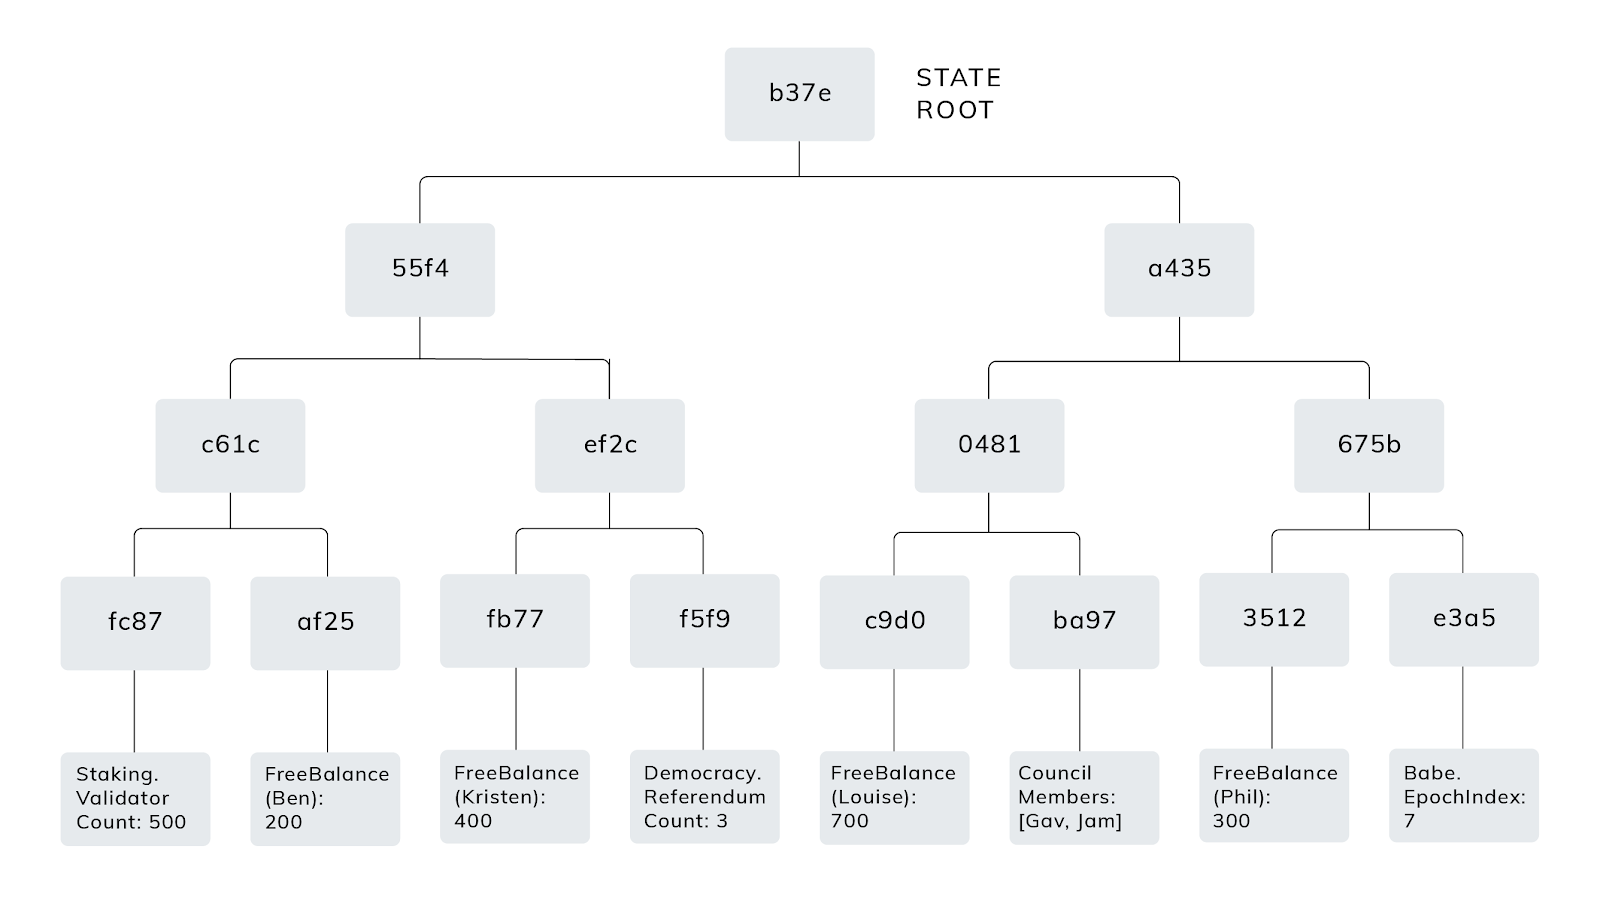 b37e
STATE
ROOT
55f4
a435
c61c
ef2c
0481
675b
fc87
af25
fb77
f5f9
c9d0
ba97
3512
e3a5
Staking.
Validator
Count: 500
FreeBalance
(Ben):
200
FreeBalance
(Kristen):
400
Democracy.
Referendum
Count: 3
FreeBalance
(Louise):
700
Council
Members:
[Gav, Jam]
FreeBalance
(Phil):
300
Babe.
EpochIndex:
7